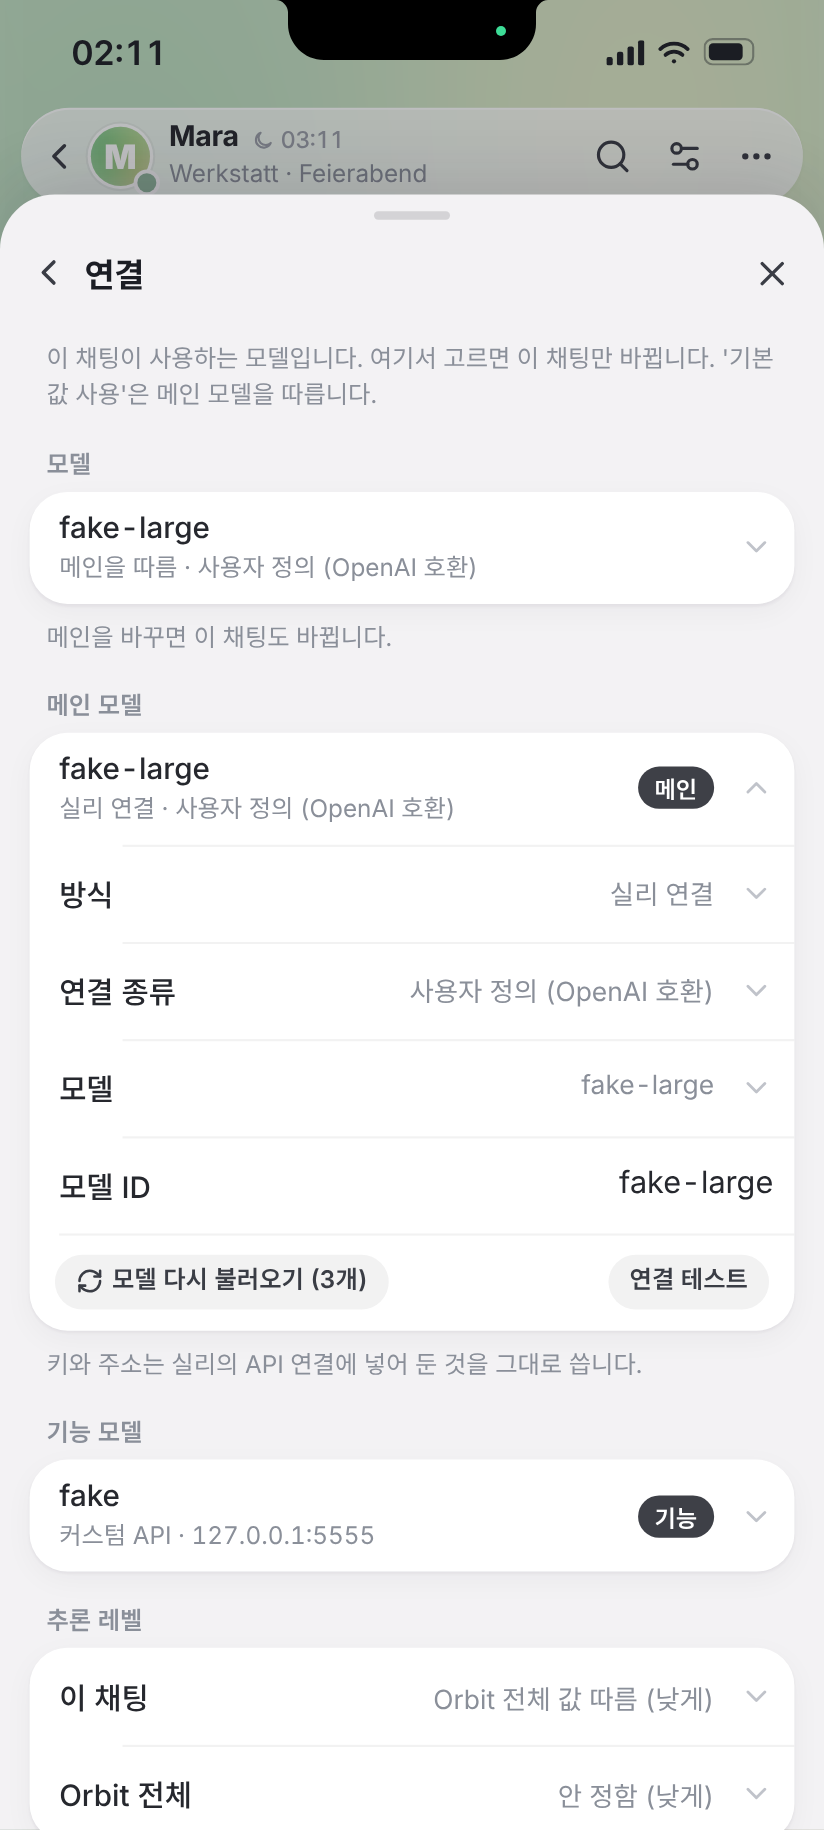 02:11
M
Mara 03:11
Werkstatt · Feierabend
연결
이 채팅이 사용하는 모델입니다. 여기서 고르면 이 채팅만 바뀝니다. '기본
값 사용'은 메인 모델을 따릅니다.
모델
fake-large
메인을 따름 · 사용자 정의 (OpenAI 호환)
메인을 바꾸면 이 채팅도 바뀝니다.
메인 모델
fake-large
메인
실리 연결 · 사용자 정의 (OpenAI 호환)
방식 실리 연결
연결 종류 사용자 정의 (OpenAI 호환)
모델 fake-large
모델 ID fake-large
모델 다시 불러오기 (3개) 연결 테스트
키와 주소는 실리의 API 연결에 넣어 둔 것을 그대로 씁니다.
기능 모델
fake
기능
커스텀 API · 127.0.0.1:5555
추론 레벨
이 채팅 Orbit 전체 값 따름 (낮게)
Orbit 전체 안 정함 (낮게)